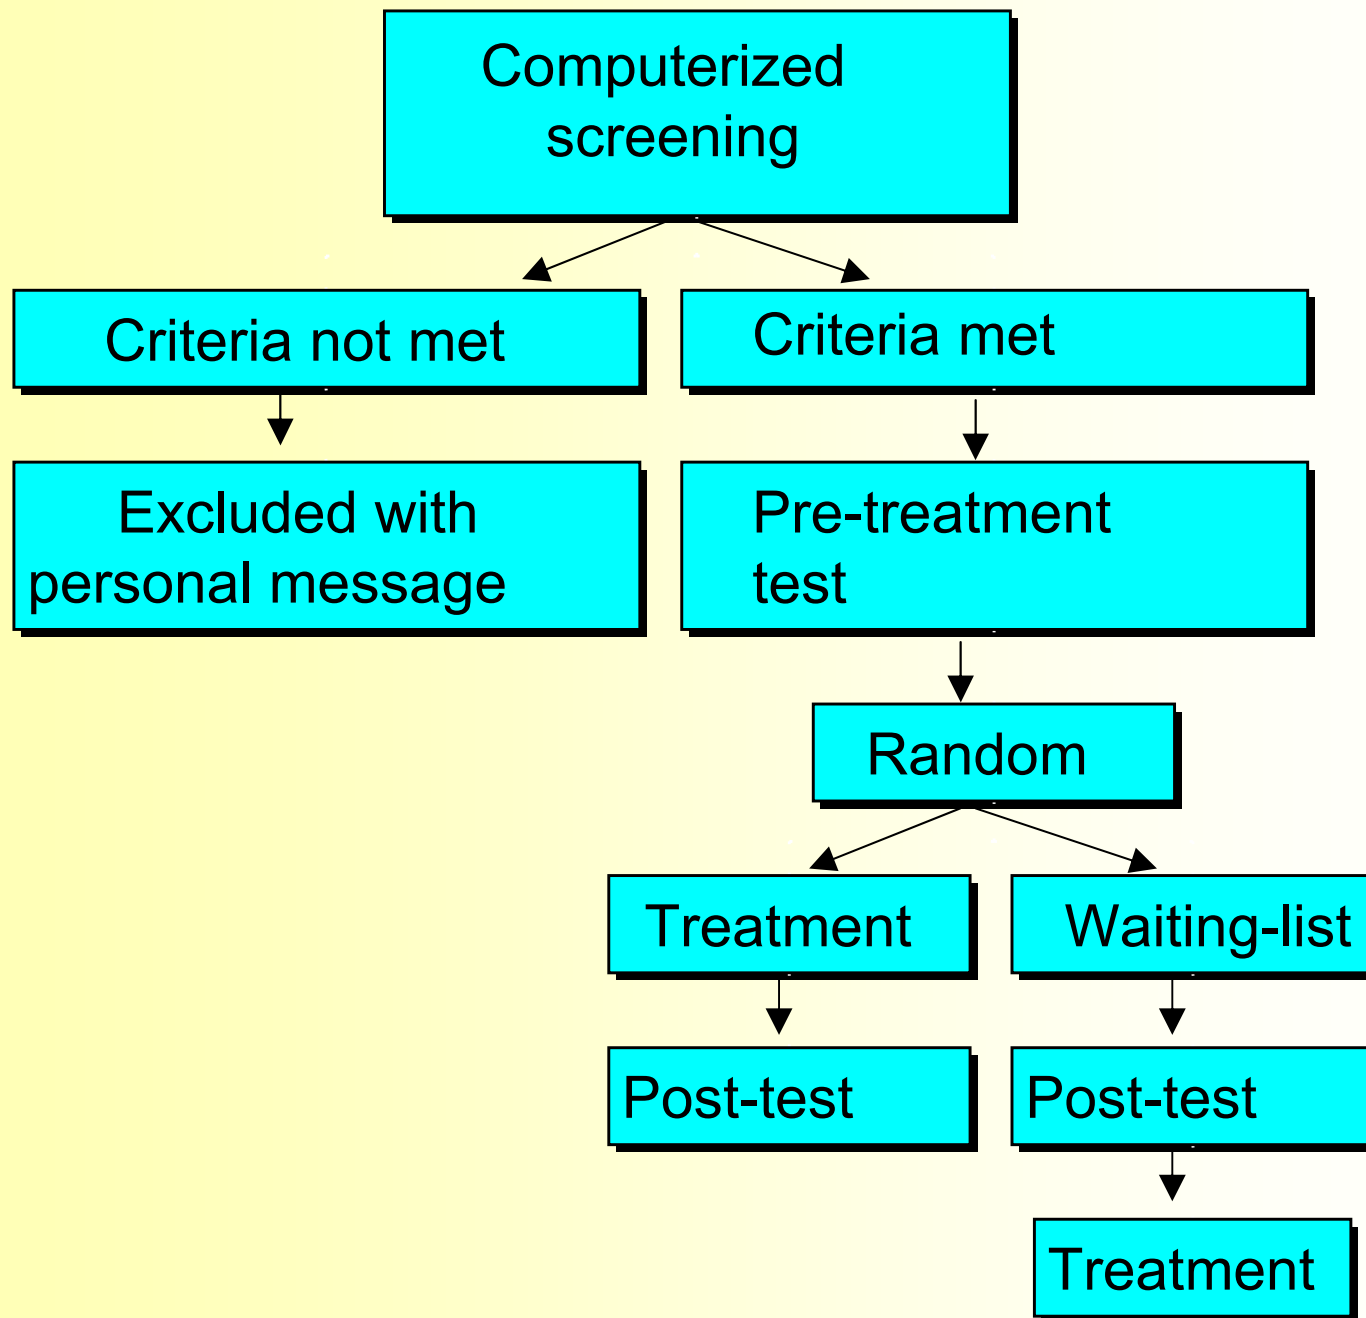 Computerized
screening
Criteria not met
Criteria met
Excluded with
personal message
Pre-treatment
test
Random
Treatment
Waiting-list
Post-test
Post-test
Treatment